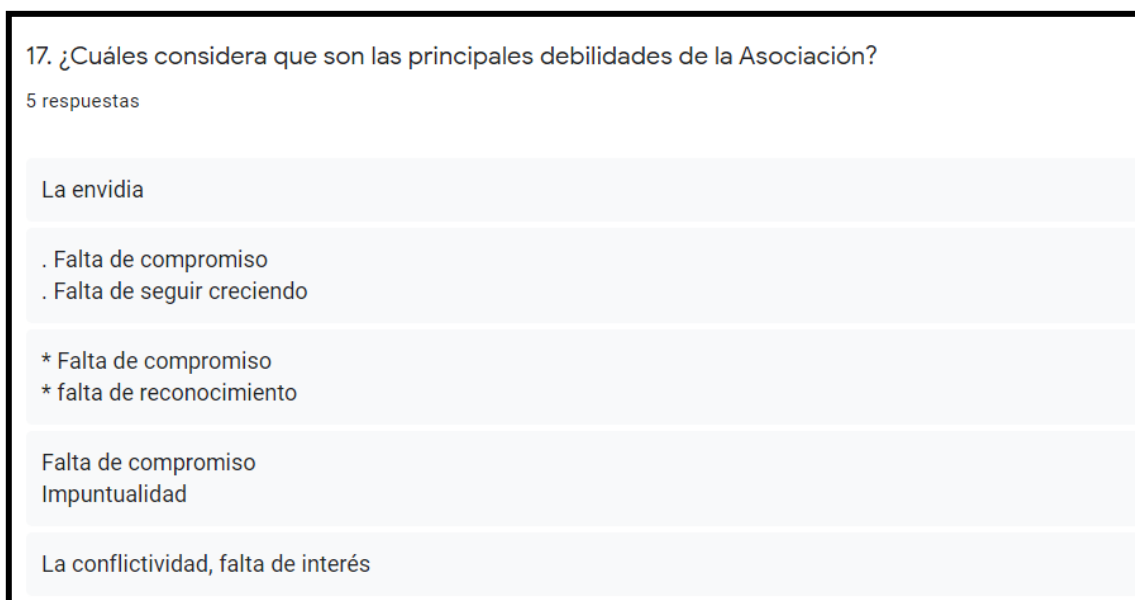 17. ¿Cuáles considera que son las principales debilidades de la Asociación?
5 respuestas
La envidia
. Falta de compromiso
. Falta de seguir creciendo
* Falta de compromiso
* falta de reconocimiento
Falta de compromiso
Impuntualidad
La conflictividad, falta de interés